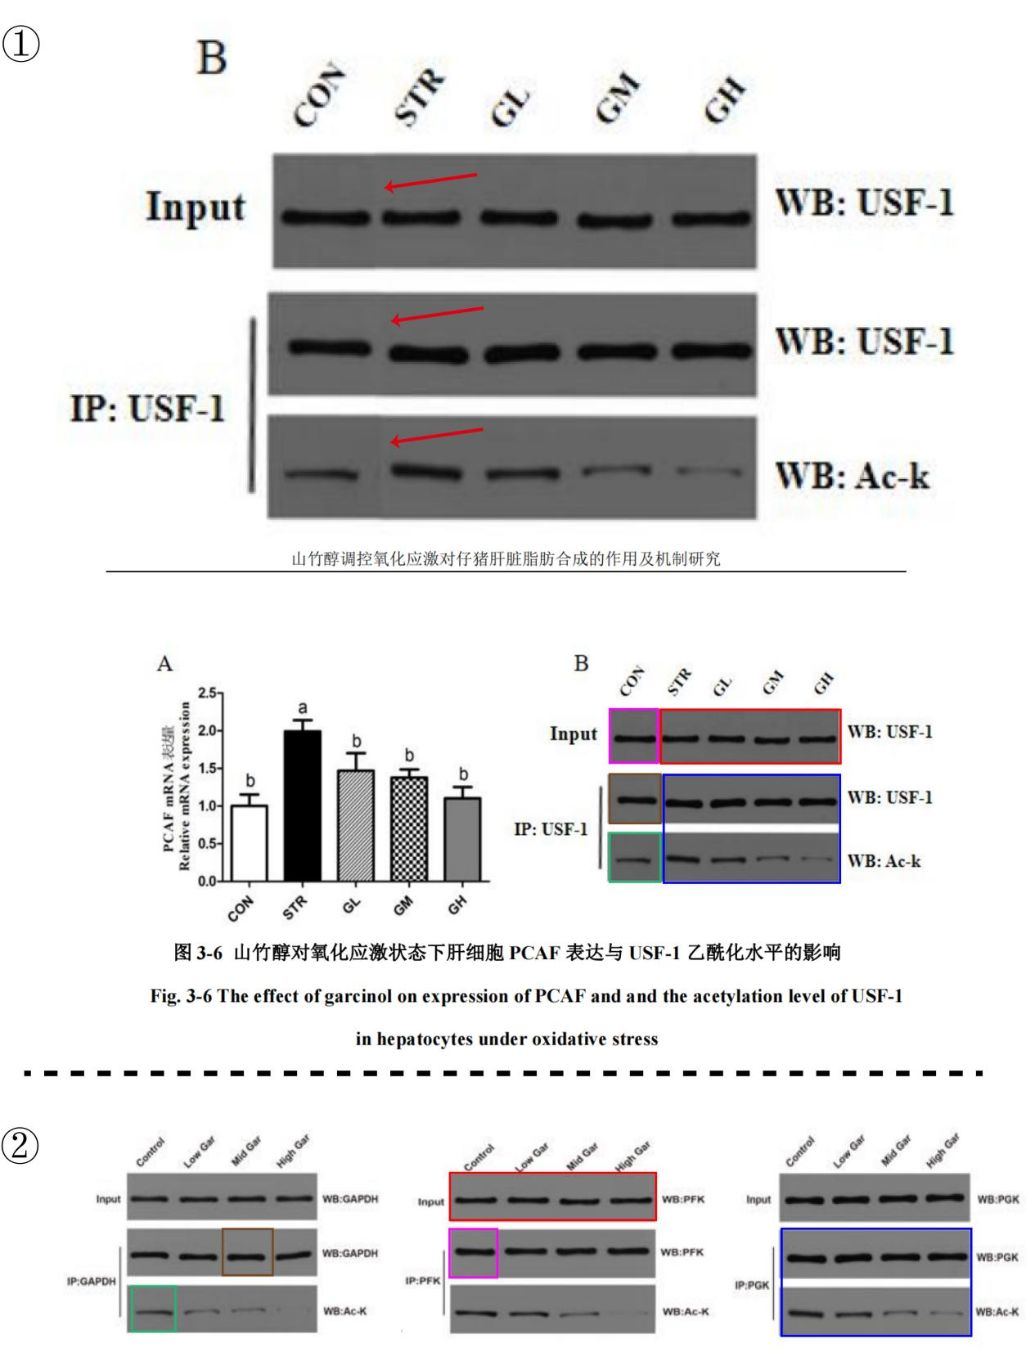 ①
B
CON STR GL GM GH
Input WB: USF-1
WB: USF-1
IP: USF-1
WB: Ac-k
山竹醇调控氧化应激对仔猪肝脏脂肪合成的作用及机制研究
A
PCAF mRNA 表达量
Relative mRNA expression
2.5
2.0
1.5
1.0
0.5
0.0
b a b b b
CON STR GL GM GH
B
CON STR GL GM GH
Input WB: USF-1
WB: USF-1
IP: USF-1
WB: Ac-k
图 3-6 山竹醇对氧化应激状态下肝细胞 PCAF 表达与 USF-1 乙酰化水平的影响
Fig. 3-6 The effect of garcinol on expression of PCAF and and the acetylation level of USF-1
in hepatocytes under oxidative stress
②
Control Low Gar Mid Gar High Gar
Input WB:GAPDH
WB:GAPDH
IP:GAPDH
WB:Ac-K
Control Low Gar Mid Gar High Gar
Input WB:PFK
WB:PFK
IP:PFK
WB:Ac-K
Control Low Gar Mid Gar High Gar
Input WB:PGK
WB:PGK
IP:PGK
WB:Ac-K